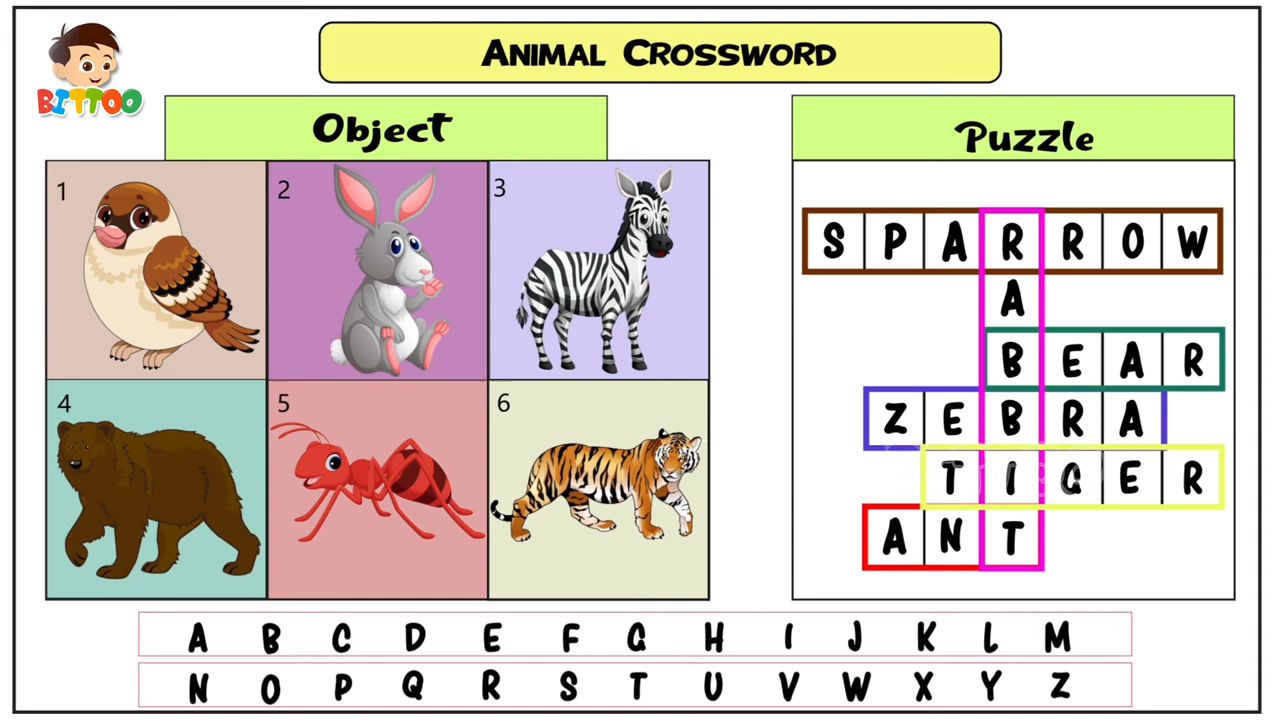 ANIMAL CROSSWORD
BITTOO
Object
Puzzle
1
2
3
4
5
6
S P A R R O W
A
B E A R
Z E B R A
T I G E R
A N T
A B C D E F G H I J K L M
N O P Q R S T U V W X Y Z